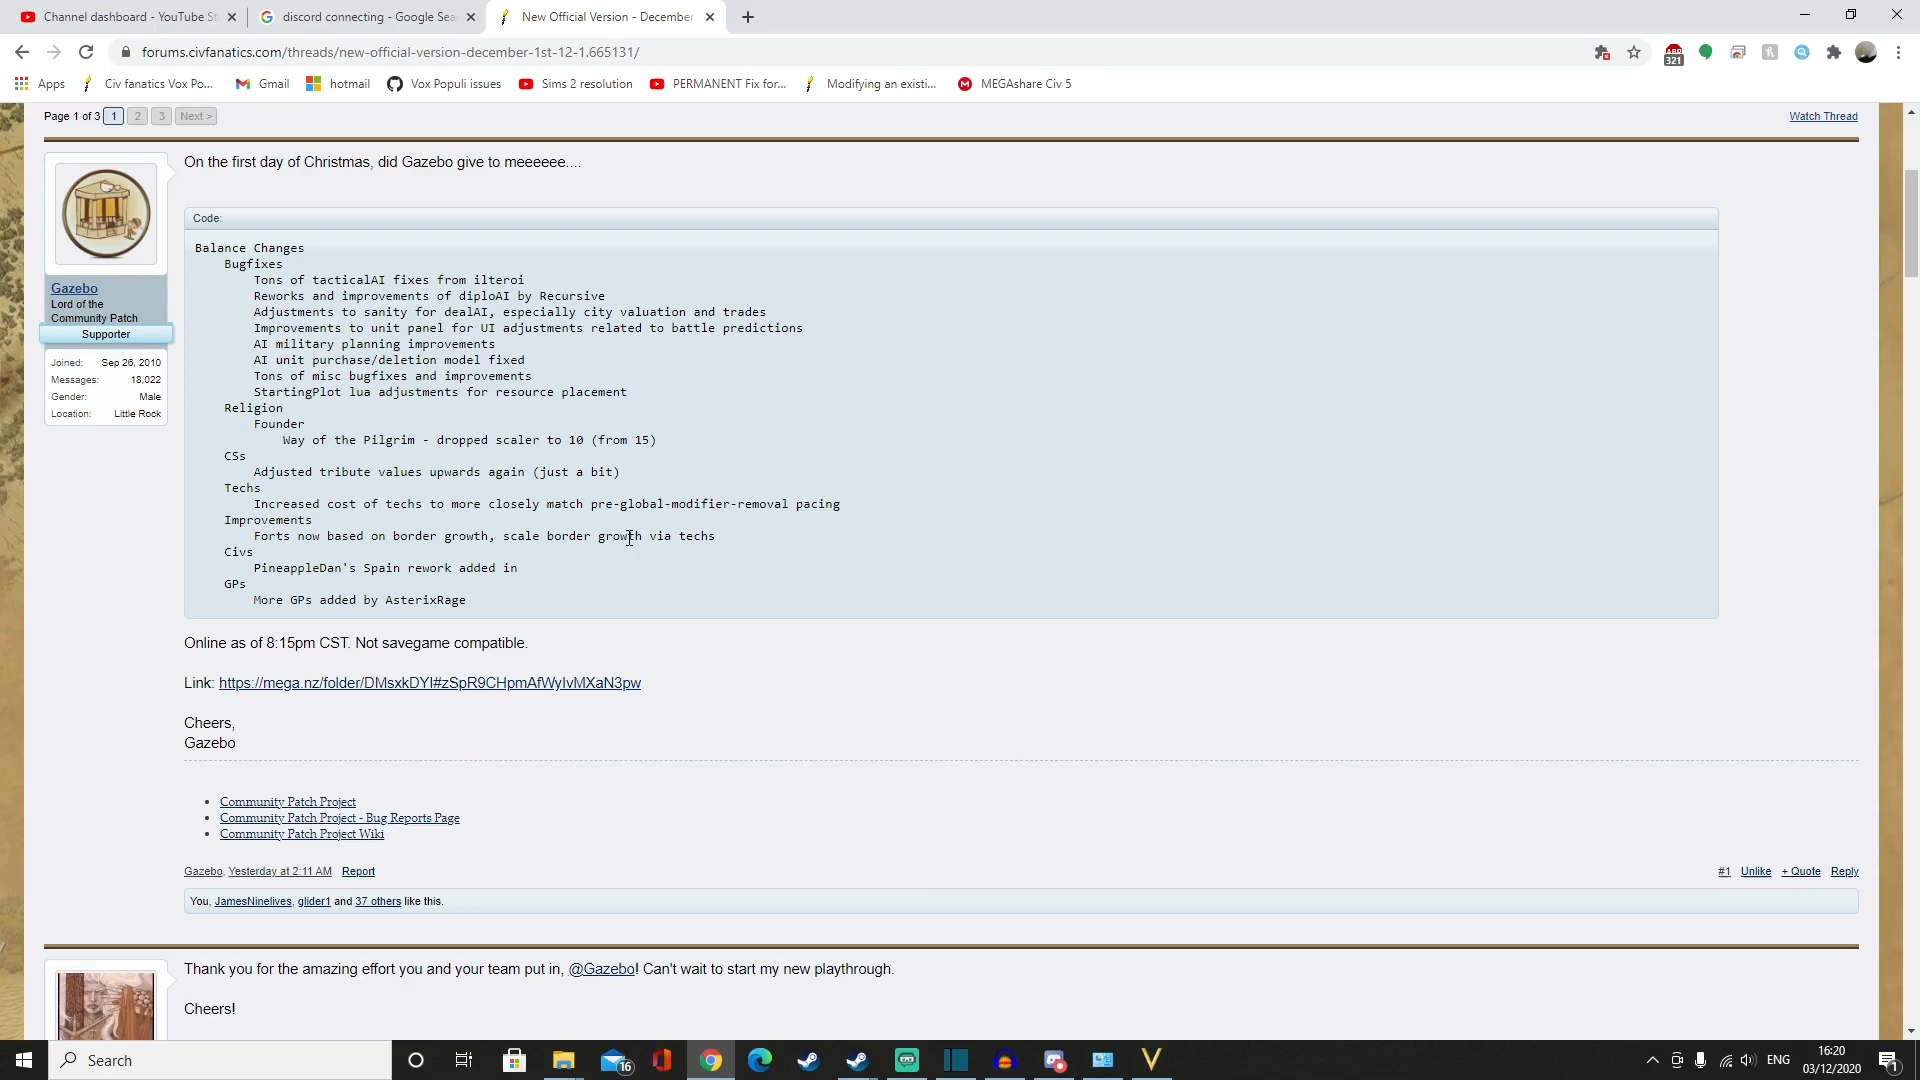 Channel dashboard - YouTube St
discord connecting - Google Sea
New Official Version - December
forums.civfanatics.com/threads/new-official-version-december-1st-12-1.665131/
321
Apps
Civ fanatics Vox Po...
Gmail
hotmail
Vox Populi issues
Sims 2 resolution
PERMANENT Fix for...
Modifying an existi...
MEGAshare Civ 5
Page 1 of 3 1 2 3 Next >
Watch Thread
On the first day of Christmas, did Gazebo give to meeeeee....
Code:
Balance Changes
Bugfixes
Tons of tacticalAI fixes from ilteroi
Reworks and improvements of diploAI by Recursive
Adjustments to sanity for dealAI, especially city valuation and trades
Improvements to unit panel for UI adjustments related to battle predictions
AI military planning improvements
AI unit purchase/deletion model fixed
Tons of misc bugfixes and improvements
StartingPlot lua adjustments for resource placement
Religion
Founder
Way of the Pilgrim - dropped scaler to 10 (from 15)
CSs
Adjusted tribute values upwards again (just a bit)
Techs
Increased cost of techs to more closely match pre-global-modifier-removal pacing
Improvements
Forts now based on border growth, scale border growth via techs
Civs
PineappleDan's Spain rework added in
GPs
More GPs added by AsterixRage
Gazebo
Lord of the
Community Patch
Supporter
Joined: Sep 26, 2010
Messages: 18,022
Gender: Male
Location: Little Rock
Online as of 8:15pm CST. Not savegame compatible.
Link: https://mega.nz/folder/DMsxkDYI#zSpR9CHpmAfWyIvMXaN3pw
Cheers,
Gazebo
Community Patch Project
Community Patch Project - Bug Reports Page
Community Patch Project Wiki
Gazebo, Yesterday at 2:11 AM Report
#1 Unlike + Quote Reply
You, JamesNinelives, glider1 and 37 others like this.
Thank you for the amazing effort you and your team put in, @Gazebo! Can't wait to start my new playthrough.
Cheers!
Search
16
ENG
16:20
03/12/2020
1